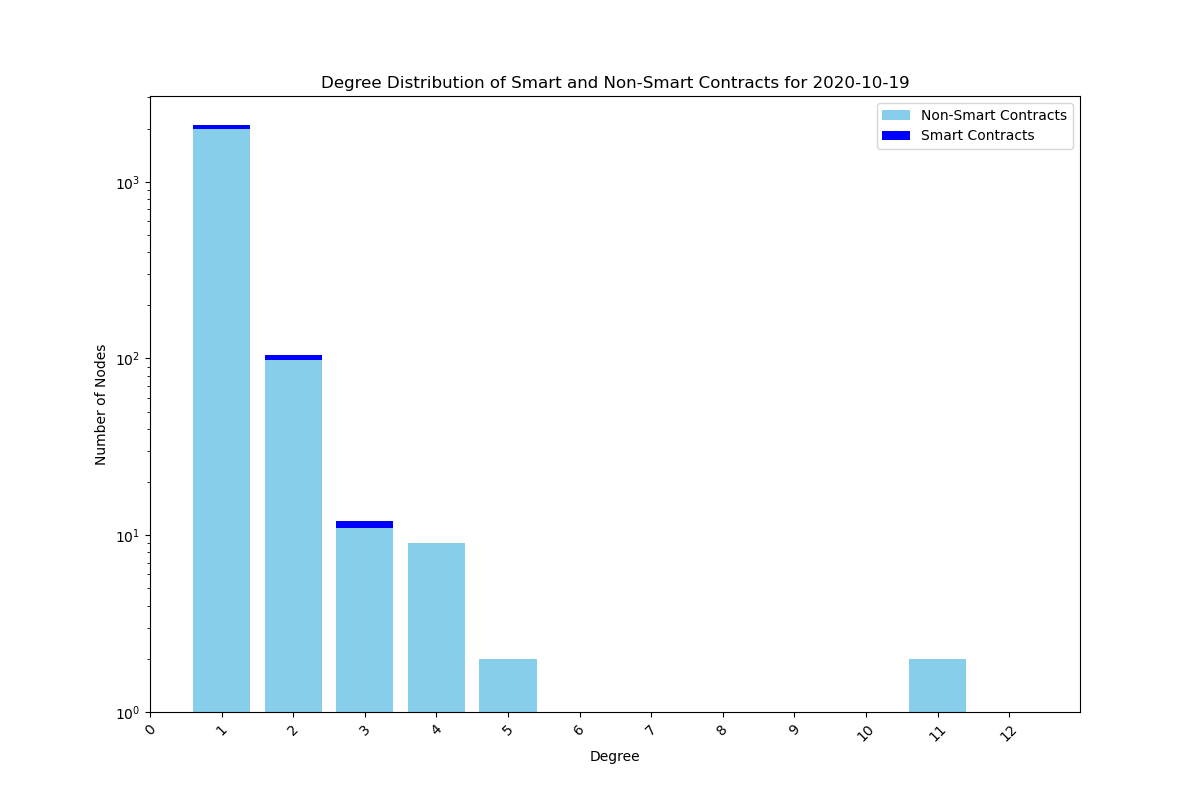 Degree Distribution of Smart and Non-Smart Contracts for 2020-10-19
Non-Smart Contracts
Smart Contracts
Number of Nodes
10³
10²
10¹
10⁰
0 1 2 3 4 5 6 7 8 9 10 11 12
Degree